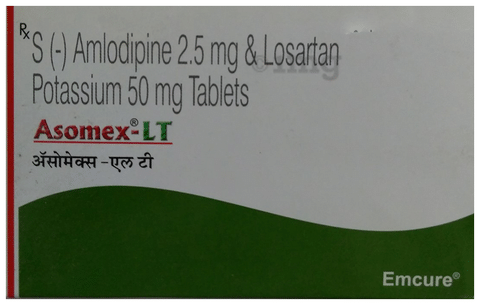 Rx S (-) Amlodipine 2.5 mg & Losartan
Potassium 50 mg Tablets
Asomex®-LT
ॲसोमेक्स -एल टी
Emcure®